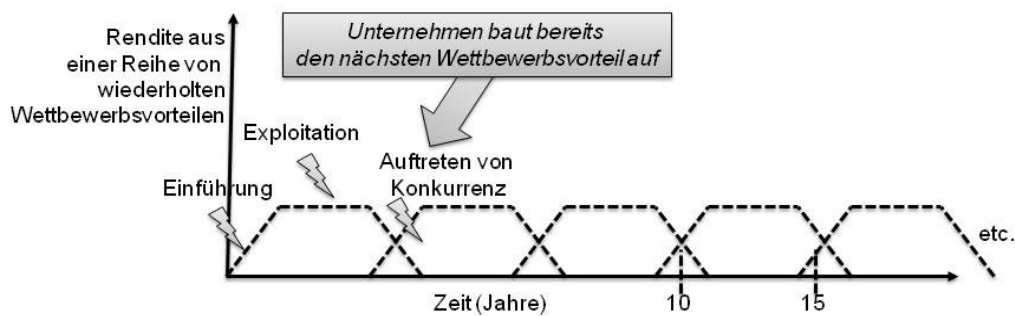 Unternehmen baut bereits
den nächsten Wettbewerbsvorteil auf
Rendite aus
einer Reihe von
wiederholten
Wettbewerbsvorteilen
Exploitation
Auftreten von
Konkurrenz
Einführung
etc.
Zeit (Jahre)
10
15